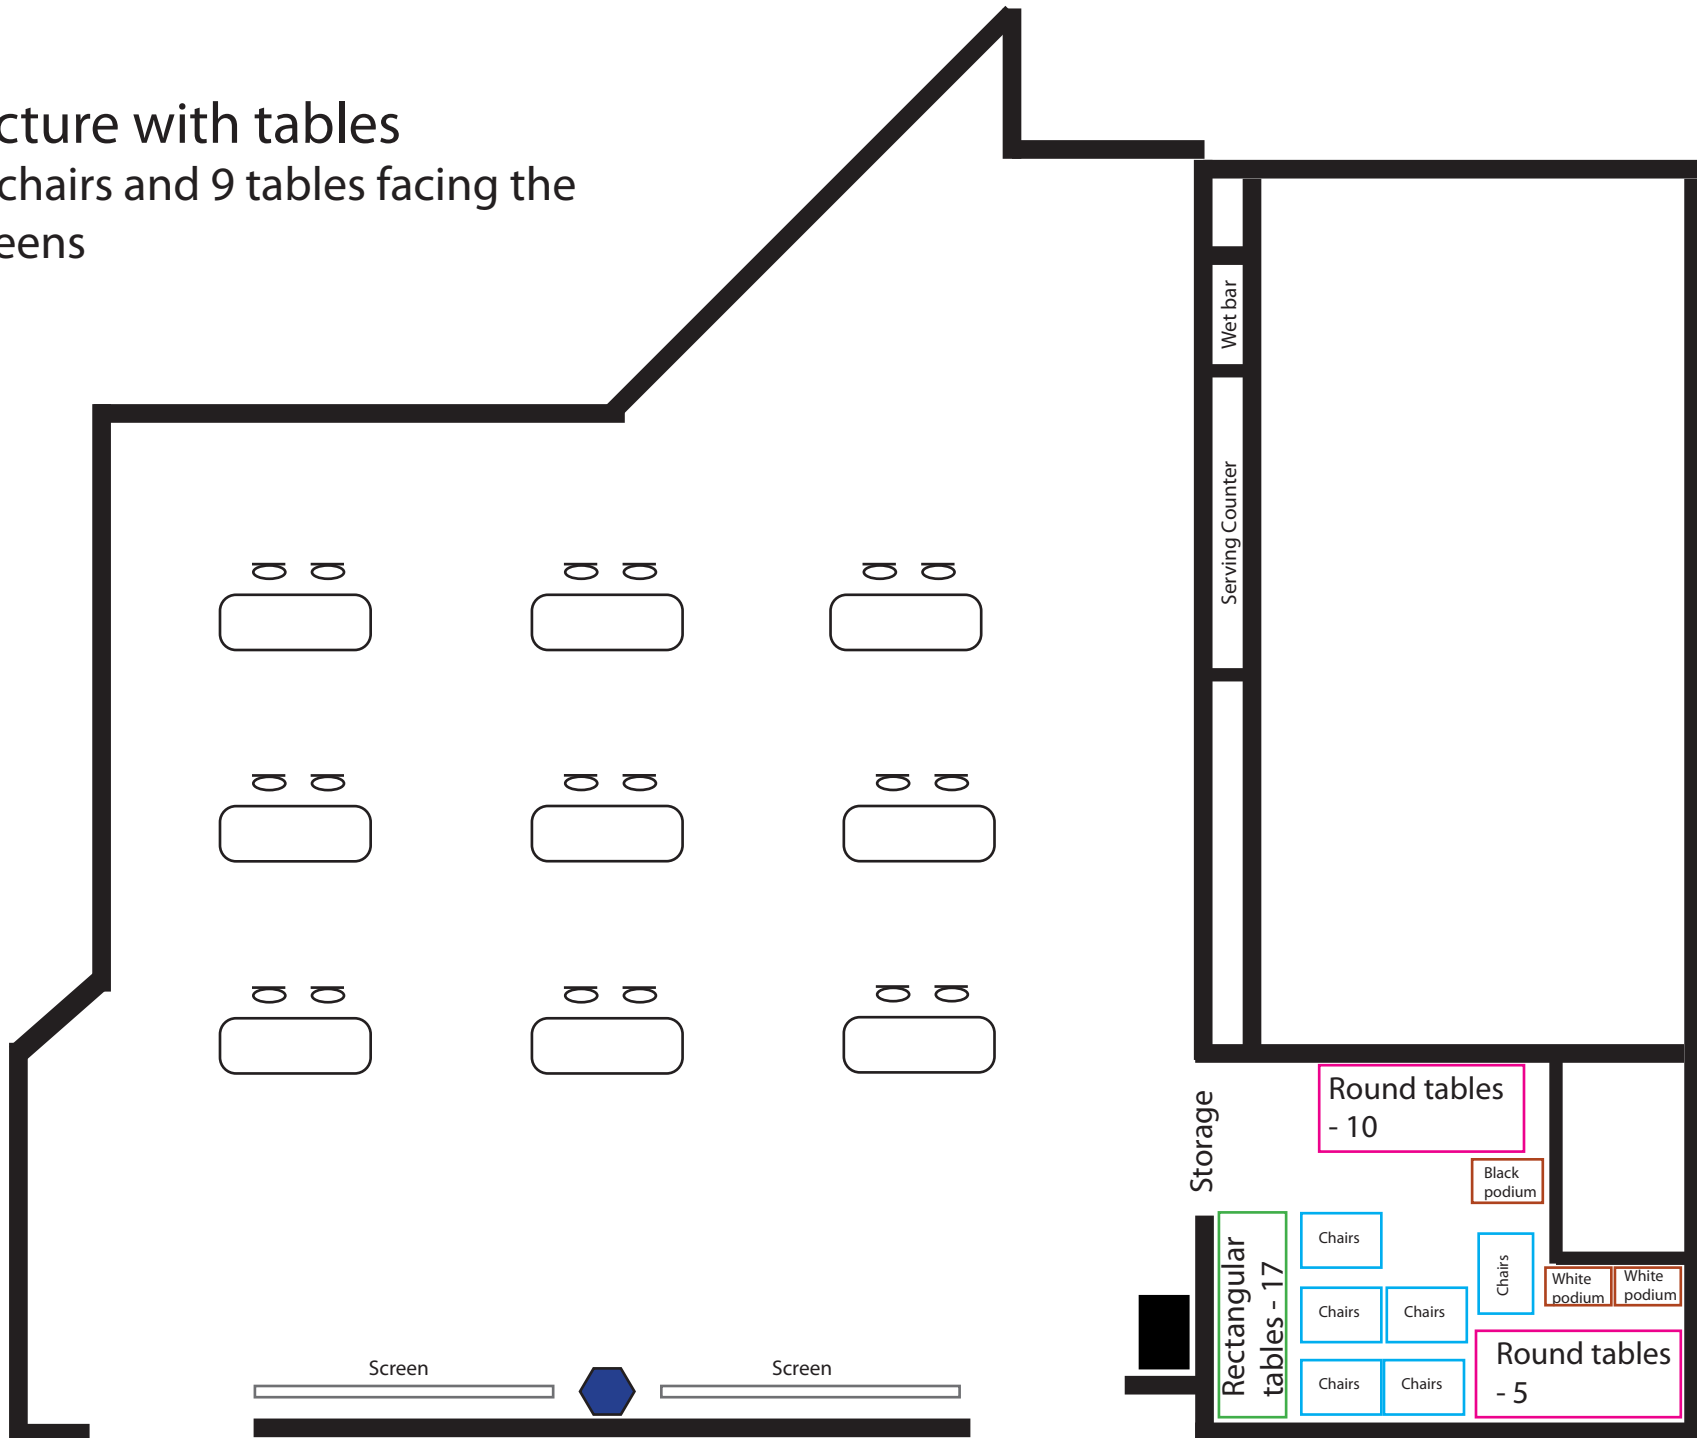 cture with tables
chairs and 9 tables facing the
eens
Wet bar
Serving Counter
Storage
Round tables
- 10
Black
podium
Rectangular
tables - 17
Chairs
Chairs
Chairs
Chairs
Chairs
Chairs
White
podium
White
podium
Round tables
- 5
Screen
Screen